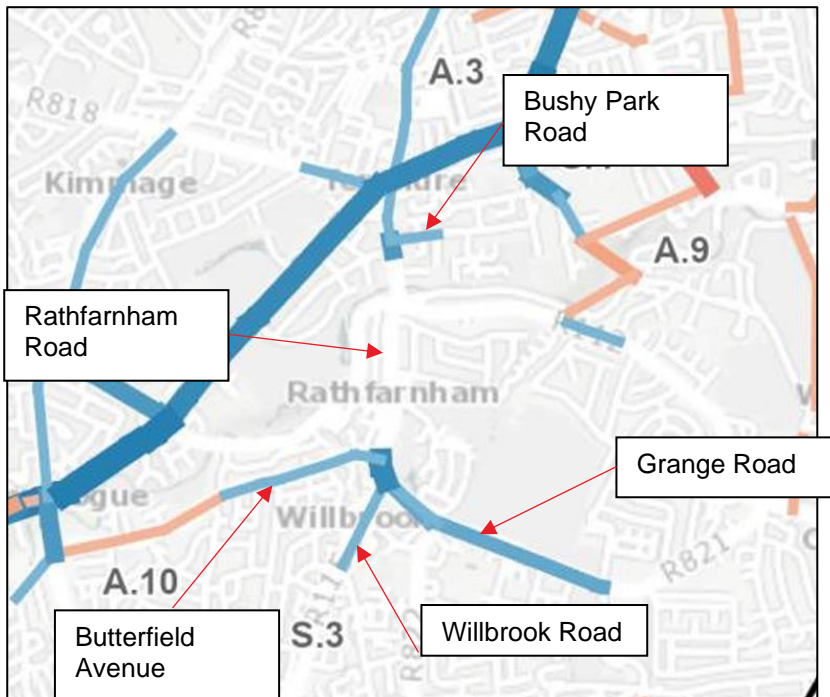 A.3
Bushy Park
Road
R818
Kimmage
A.9
Rathfarnham
Road
Rathfarnham
Grange Road
Willbrook
R821
A.10
S.3
Butterfield
Avenue
Willbrook Road